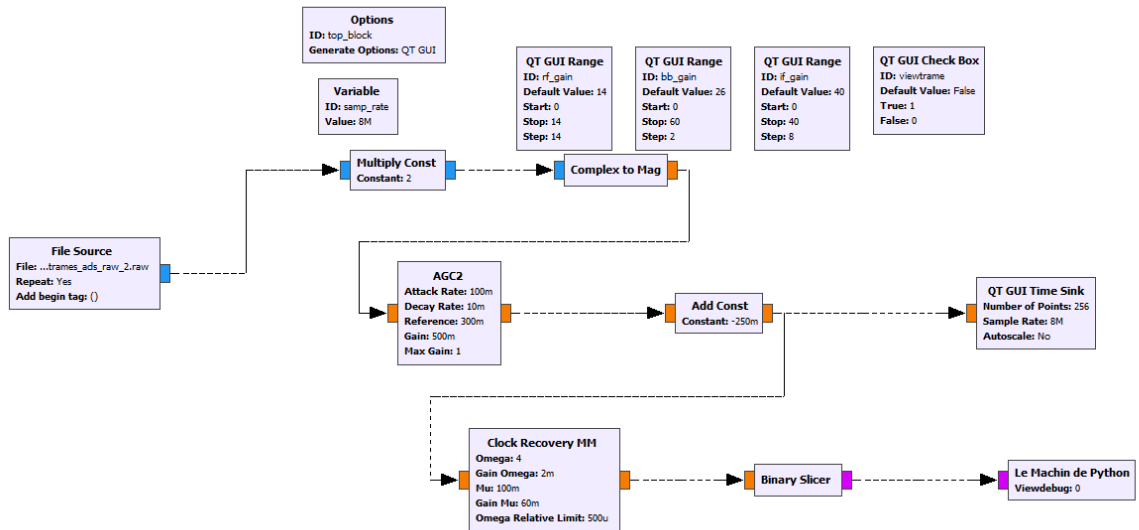 Options
ID: top_block
Generate Options: QT GUI
Variable
ID: samp_rate
Value: 8M
QT GUI Range
ID: rf_gain
Default Value: 14
Start: 0
Stop: 14
Step: 14
QT GUI Range
ID: bb_gain
Default Value: 26
Start: 0
Stop: 60
Step: 2
QT GUI Range
ID: if_gain
Default Value: 40
Start: 0
Stop: 40
Step: 8
QT GUI Check Box
ID: viewtrame
Default Value: False
True: 1
False: 0
Multiply Const
Constant: 2
Complex to Mag
File Source
File: ...trames_ads_raw_2.raw
Repeat: Yes
Add begin tag: ()
AGC2
Attack Rate: 100m
Decay Rate: 10m
Reference: 300m
Gain: 500m
Max Gain: 1
Add Const
Constant: -250m
QT GUI Time Sink
Number of Points: 256
Sample Rate: 8M
Autoscale: No
Clock Recovery MM
Omega: 4
Gain Omega: 2m
Mu: 100m
Gain Mu: 60m
Omega Relative Limit: 500u
Binary Slicer
Le Machin de Python
Viewdebug: 0